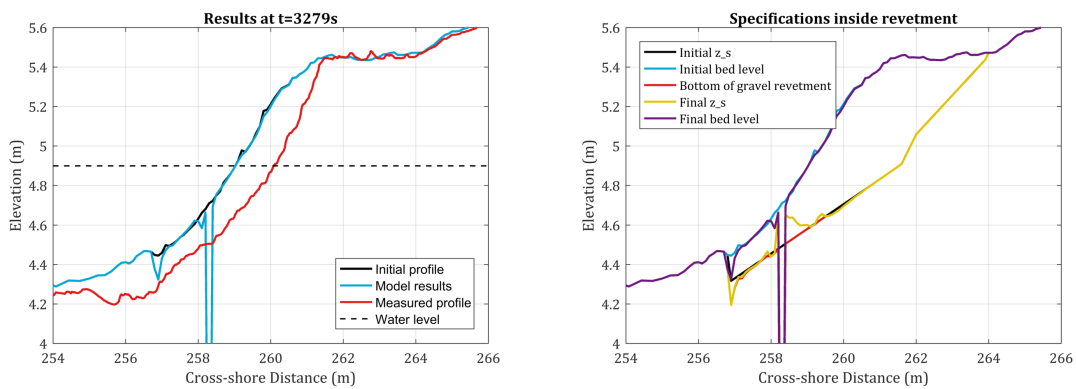 Results at t=3279s
5.6
5.4
5.2
5
4.8
4.6
4.4
4.2
4
Elevation (m)
Initial profile
Model results
Measured profile
Water level
254 256 258 260 262 264 266
Cross-shore Distance (m)
Specifications inside revetment
5.6
5.4
5.2
5
4.8
4.6
4.4
4.2
4
Elevation (m)
Initial z_s
Initial bed level
Bottom of gravel revetment
Final z_s
Final bed level
254 256 258 260 262 264 266
Cross-shore Distance (m)